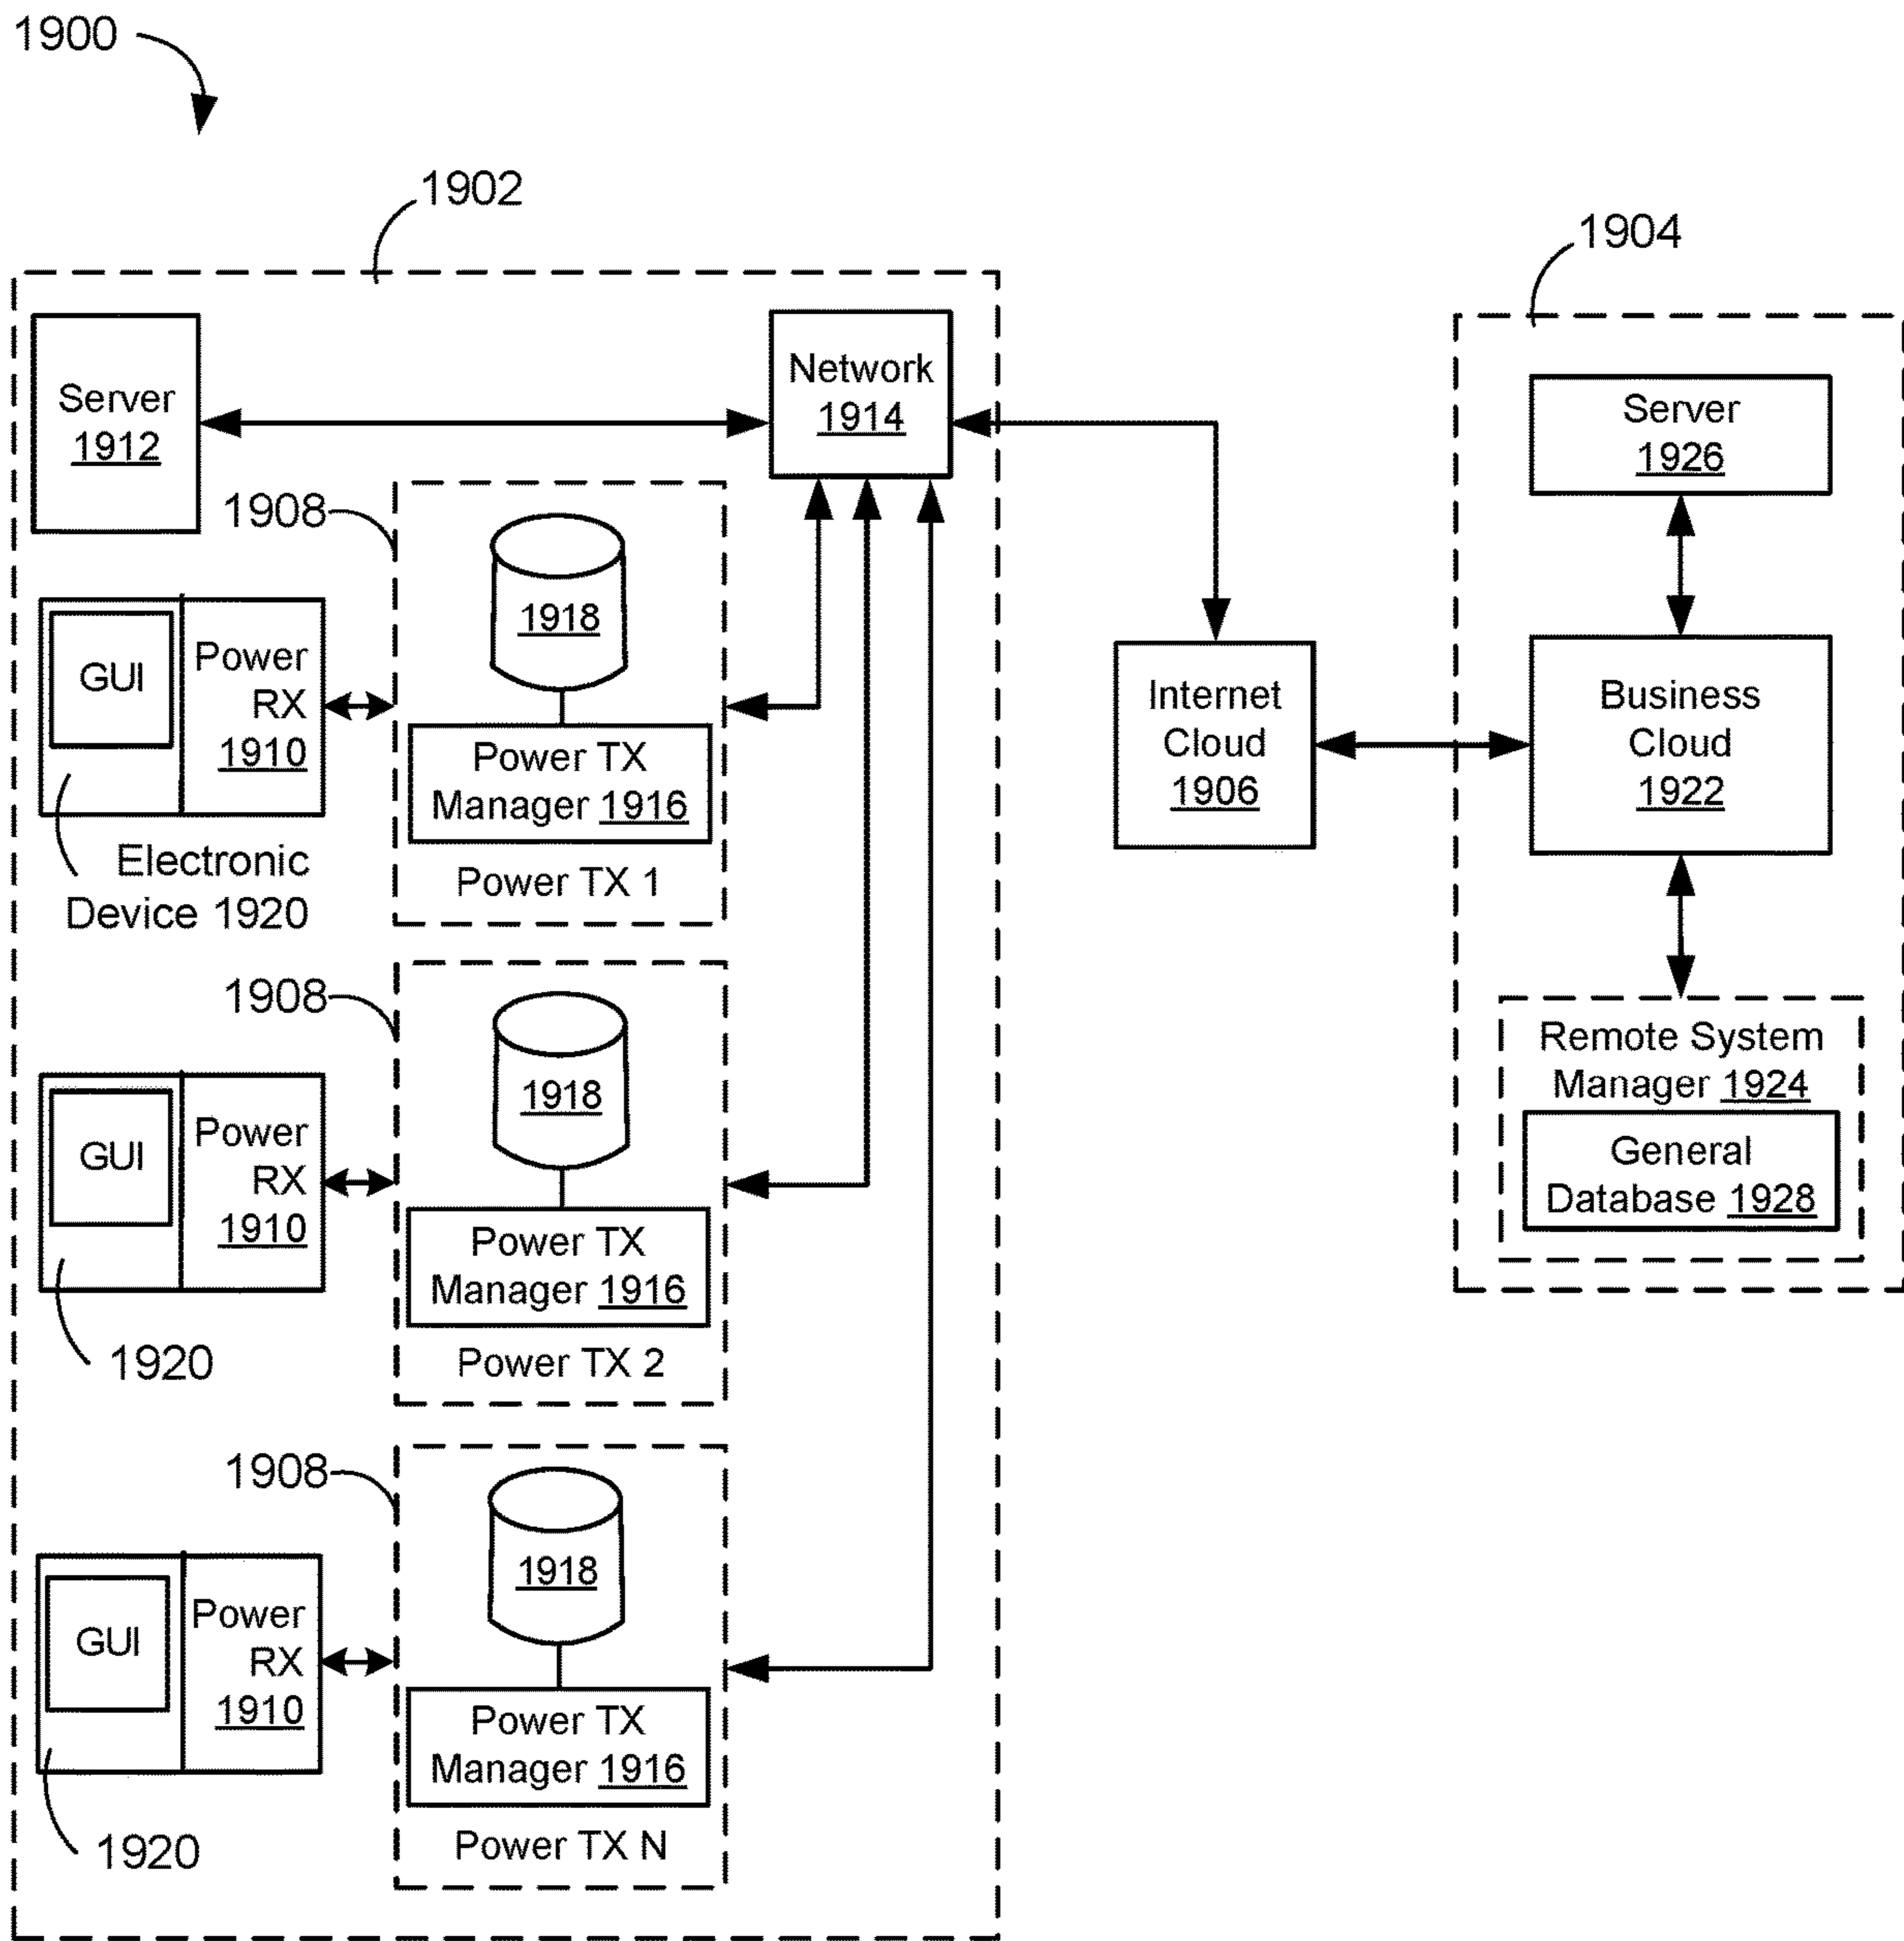 1900
1902
1904
Server
1912
Network
1914
Server
1926
1908
1918
GUI
Power
RX
1910
Power TX
Manager 1916
Power TX 1
Electronic
Device 1920
Internet
Cloud
1906
Business
Cloud
1922
1908
1918
GUI
Power
RX
1910
Power TX
Manager 1916
Power TX 2
1920
Remote System
Manager 1924
General
Database 1928
1908
1918
GUI
Power
RX
1910
Power TX
Manager 1916
Power TX N
1920